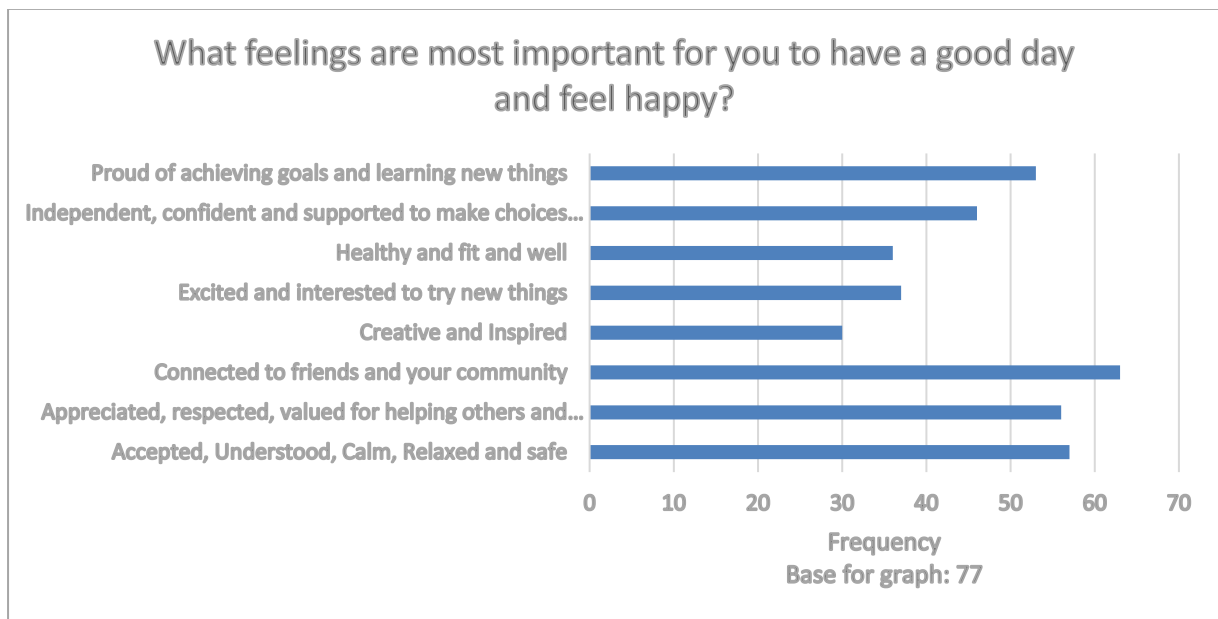 What feelings are most important for you to have a good day
and feel happy?
Proud of achieving goals and learning new things
Independent, confident and supported to make choices...
Healthy and fit and well
Excited and interested to try new things
Creative and Inspired
Connected to friends and your community
Appreciated, respected, valued for helping others and...
Accepted, Understood, Calm, Relaxed and safe
0 10 20 30 40 50 60 70
Frequency
Base for graph: 77